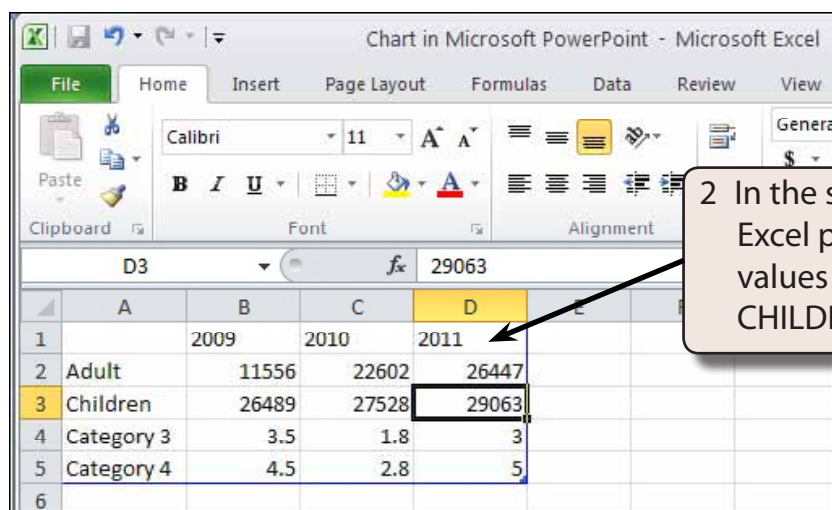 Chart in Microsoft PowerPoint - Microsoft Excel
File Home Insert Page Layout Formulas Data Review View
Calibri 11 A A
Paste B I U A $
Clipboard Font Alignment
2 In the
Excel
values
D3 fx 29063
A B C D E
1 2009 2010 2011
2 Adult 11556 22602 26447
3 Children 26489 27528 29063
4 Category 3 3.5 1.8 3
5 Category 4 4.5 2.8 5
6